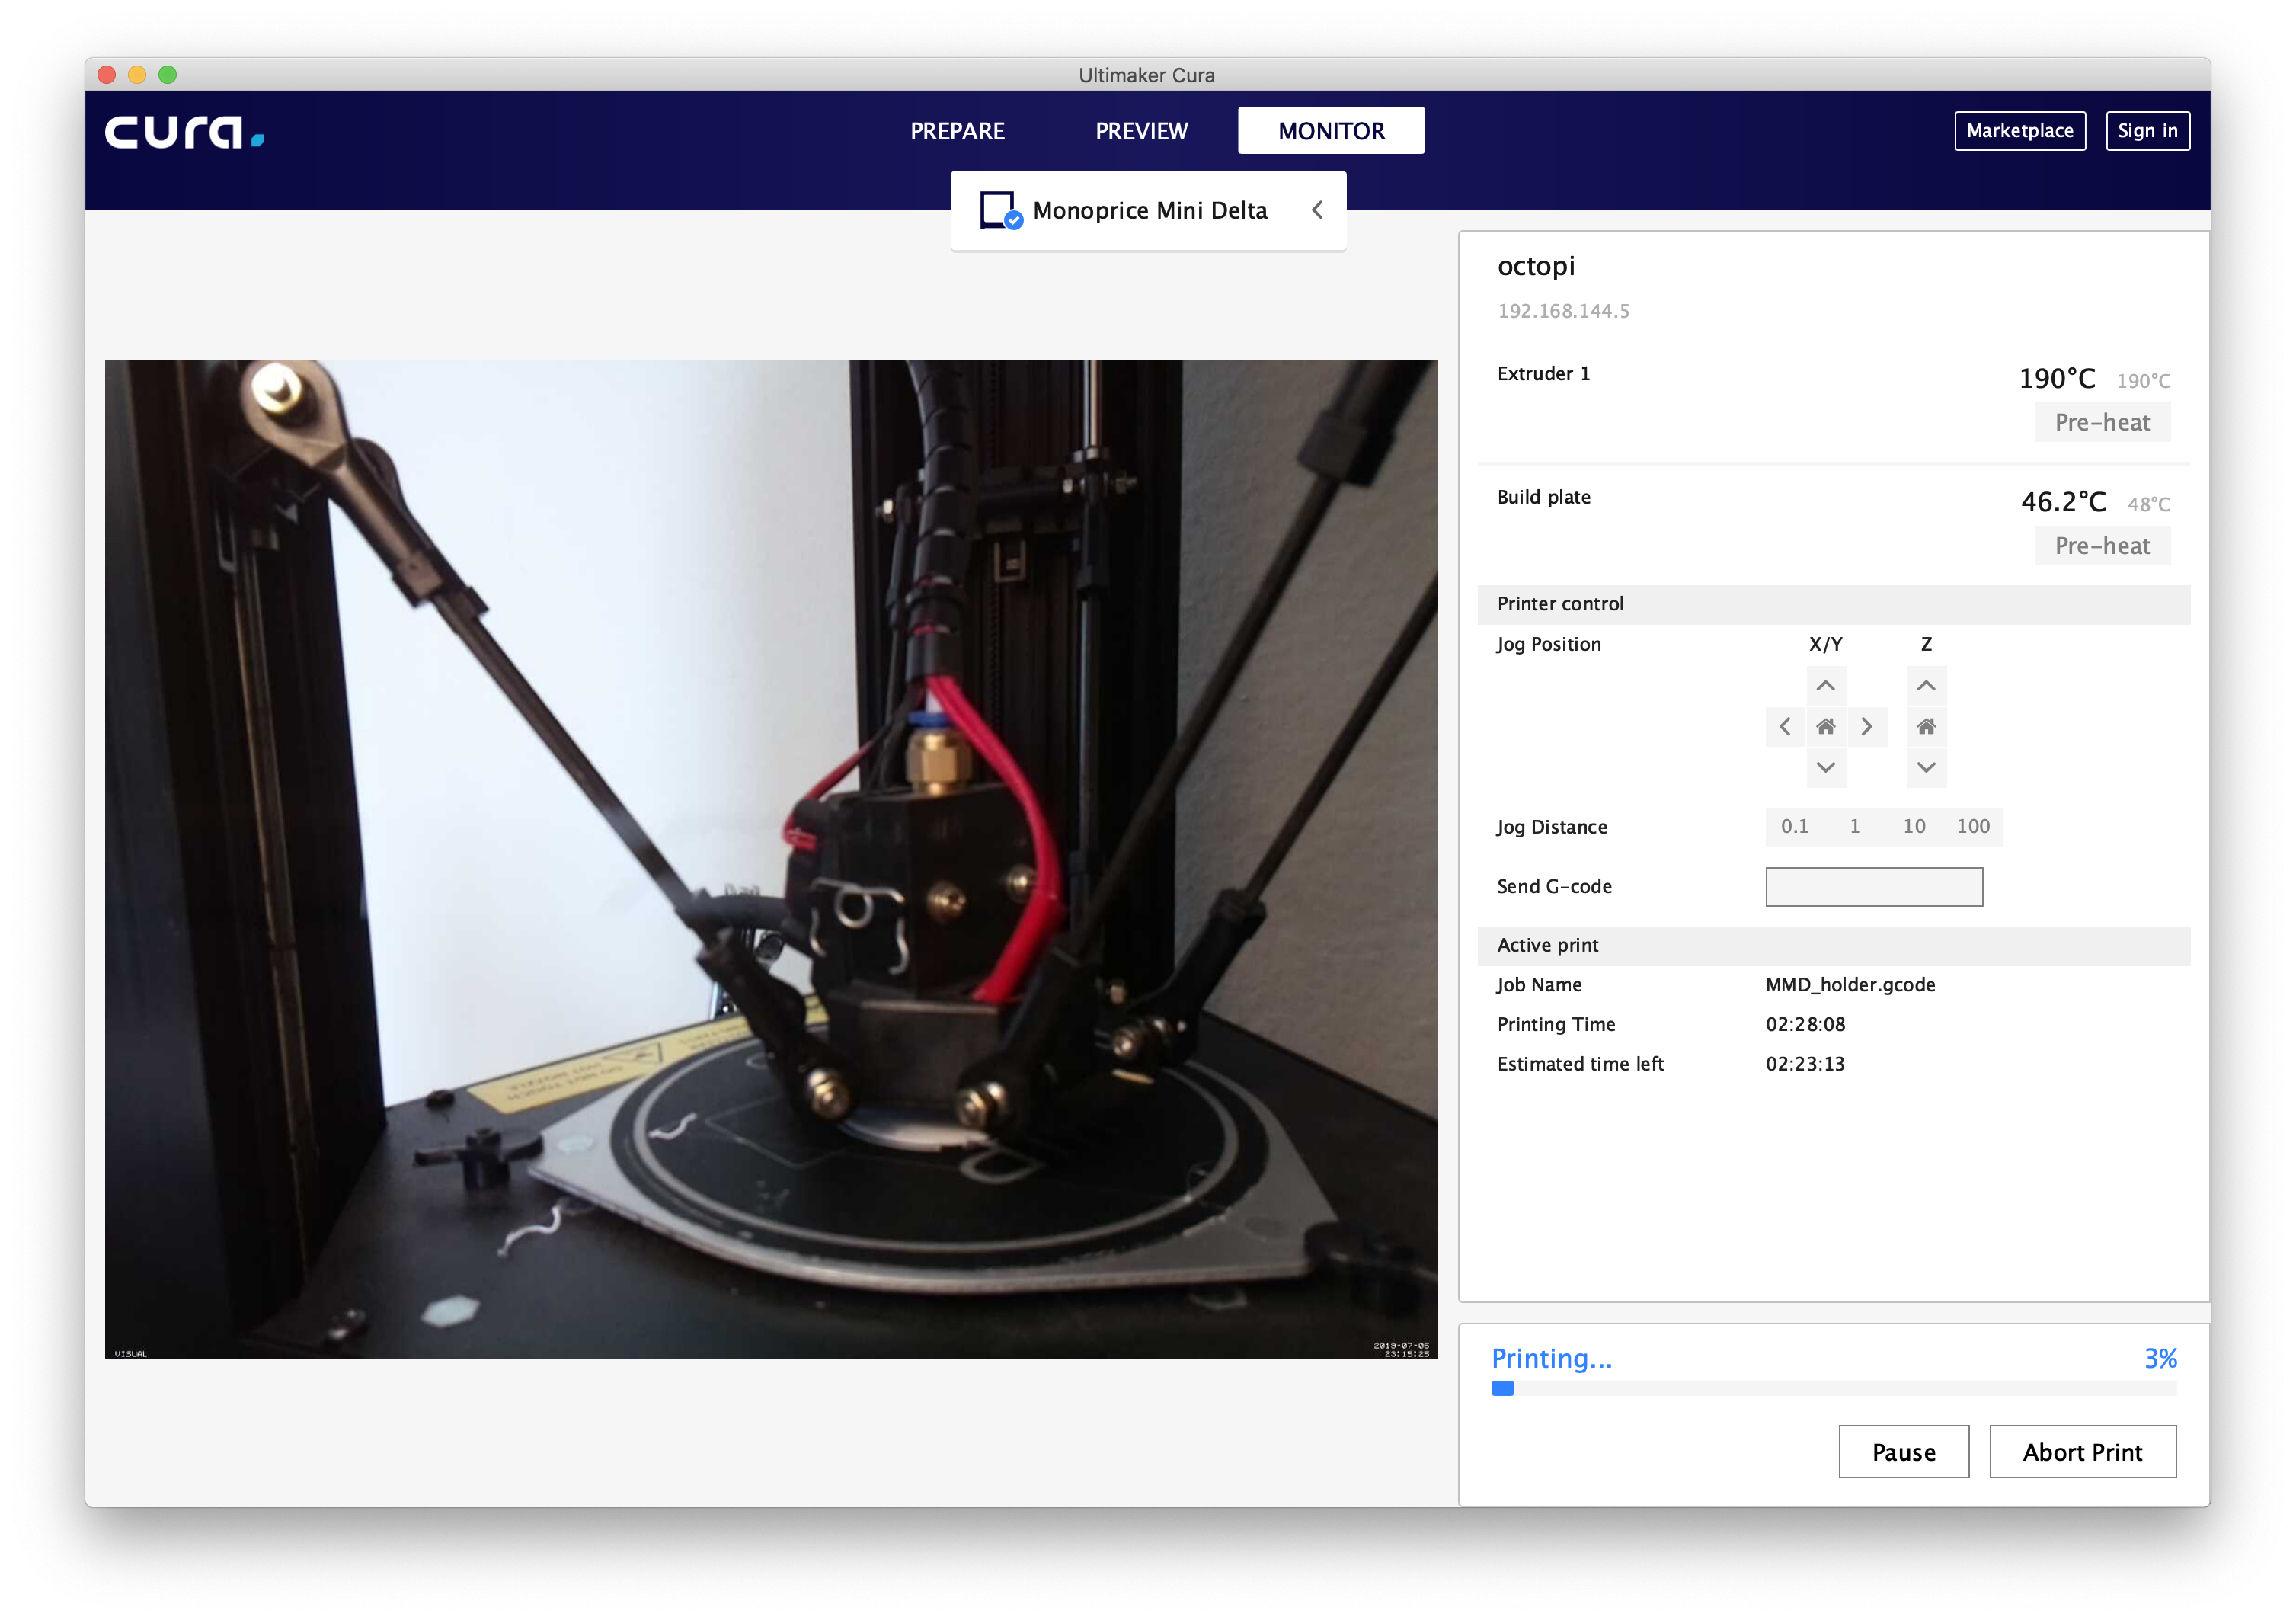 Ultimaker Cura
cura.
PREPARE PREVIEW MONITOR
Marketplace Sign in
Monoprice Mini Delta
octopi
192.168.144.5
Extruder 1 190°C 190°C
Pre-heat
Build plate 46.2°C 48°C
Pre-heat
Printer control
Jog Position X/Y Z
Jog Distance 0.1 1 10 100
Send G-code
Active print
Job Name MMD_holder.gcode
Printing Time 02:28:08
Estimated time left 02:23:13
VISUAL
2019-07-06
23:15:25
Printing... 3%
Pause Abort Print